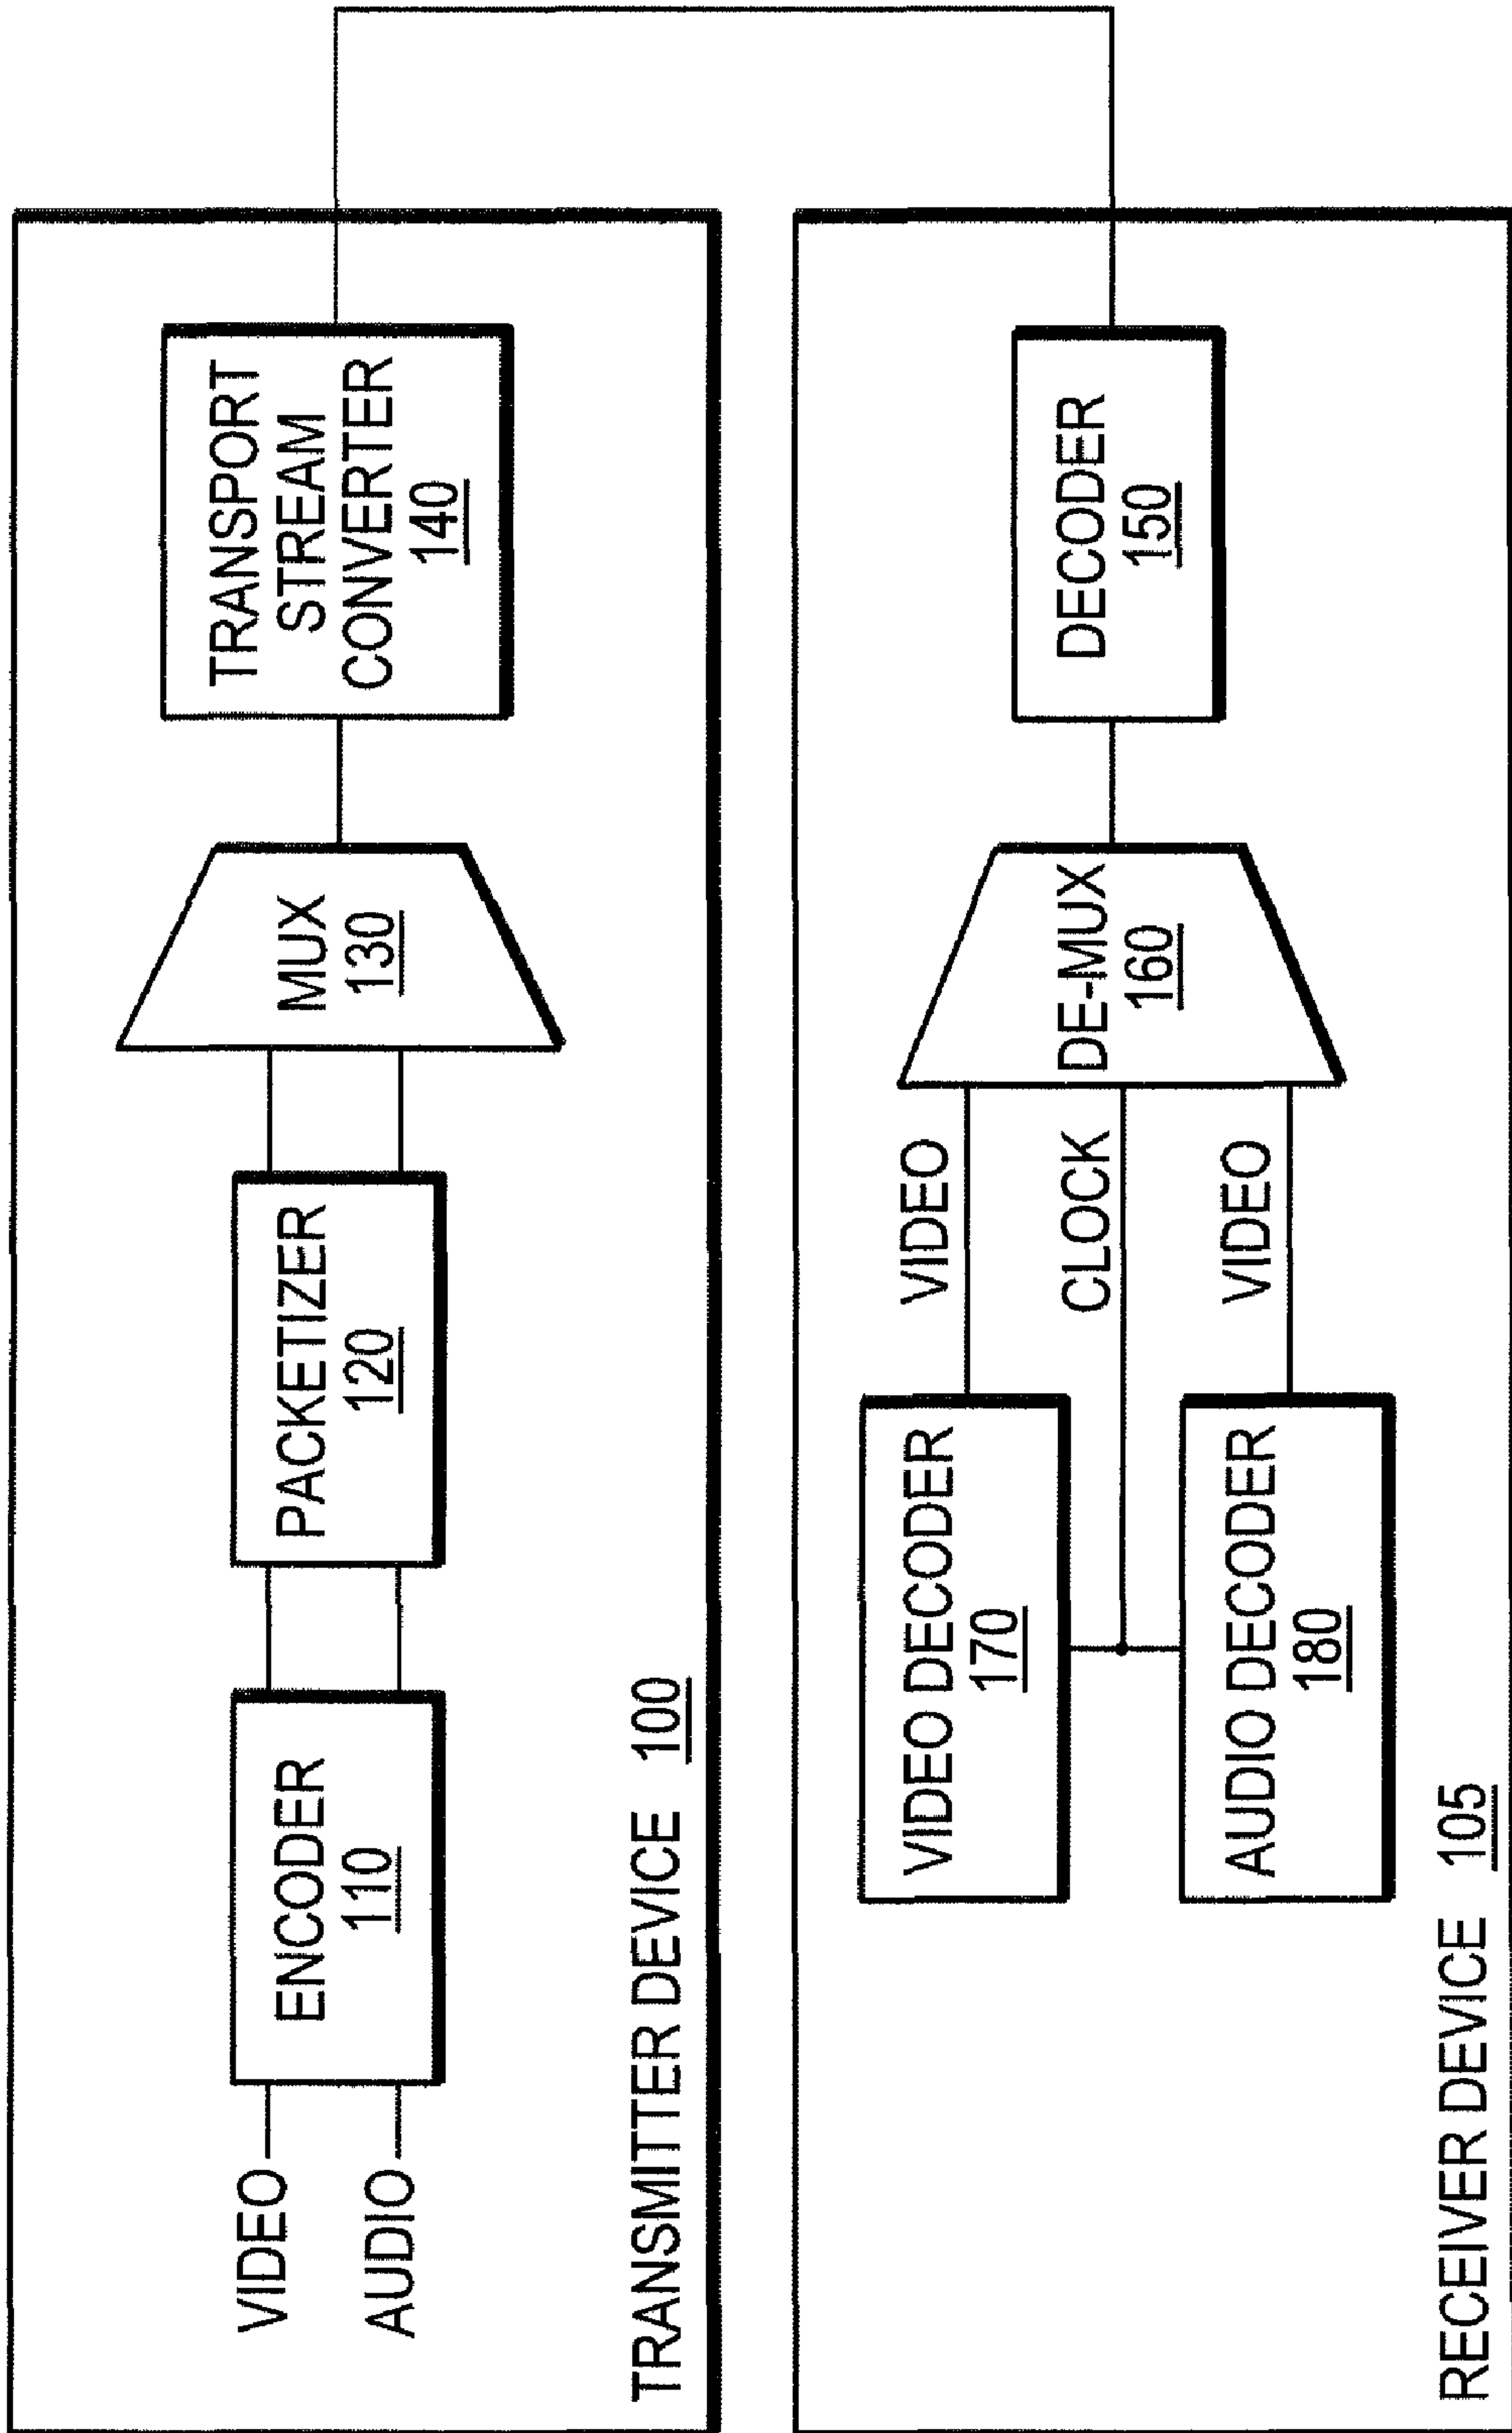 VIDEO
AUDIO
ENCODER
110
PACKETIZER
120
MUX
130
TRANSPORT
STREAM
CONVERTER
140
TRANSMITTER DEVICE 100
VIDEO DECODER
170
AUDIO DECODER
180
VIDEO
CLOCK
VIDEO
DE-MUX
160
DECODER
150
RECEIVER DEVICE 105